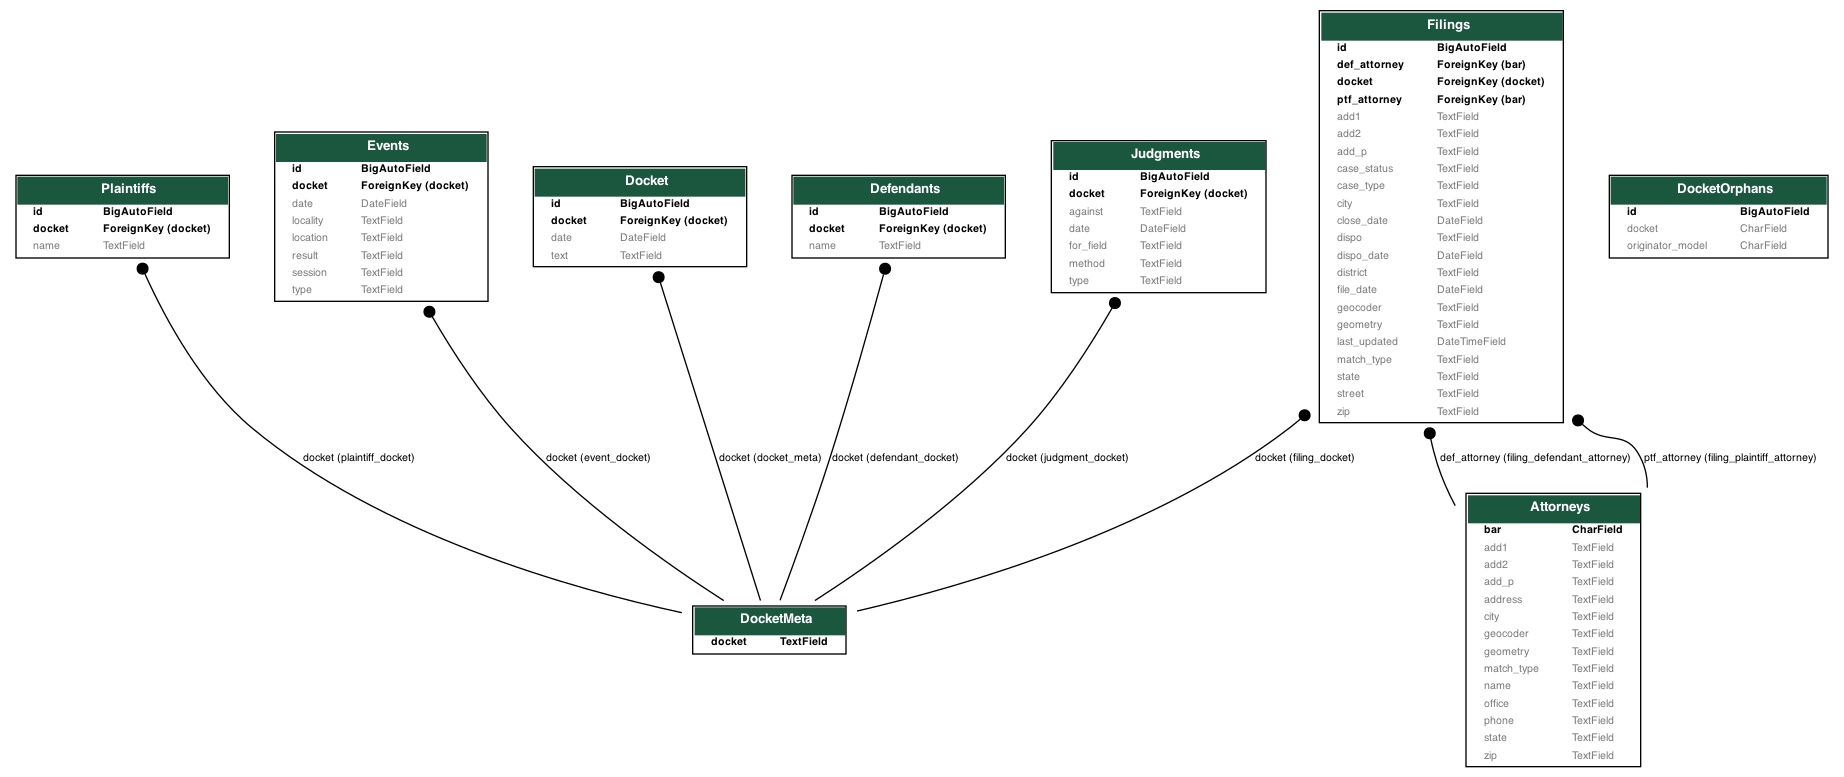 Plaintiffs
id BigAutoField
docket ForeignKey (docket)
name TextField
Events
id BigAutoField
docket ForeignKey (docket)
date DateField
locality TextField
location TextField
result TextField
session TextField
type TextField
Docket
id BigAutoField
docket ForeignKey (docket)
date DateField
text TextField
Defendants
id BigAutoField
docket ForeignKey (docket)
name TextField
Judgments
id BigAutoField
docket ForeignKey (docket)
against TextField
date DateField
for_field TextField
method TextField
type TextField
Filings
id BigAutoField
def_attorney ForeignKey (bar)
docket ForeignKey (docket)
ptf_attorney ForeignKey (bar)
add1 TextField
add2 TextField
add_p TextField
case_status TextField
case_type TextField
city TextField
close_date DateField
dispo TextField
dispo_date DateField
district TextField
file_date DateField
geocoder TextField
geometry TextField
last_updated DateTimeField
match_type TextField
state TextField
street TextField
zip TextField
DocketOrphans
id BigAutoField
docket CharField
originator_model CharField
docket (plaintiff_docket)
docket (event_docket)
docket (docket_meta)
docket (defendant_docket)
docket (judgment_docket)
docket (filing_docket)
def_attorney (filing_defendant_attorney)
ptf_attorney (filing_plaintiff_attorney)
DocketMeta
docket TextField
Attorneys
bar CharField
add1 TextField
add2 TextField
add_p TextField
address TextField
city TextField
geocoder TextField
geometry TextField
match_type TextField
name TextField
office TextField
phone TextField
state TextField
zip TextField